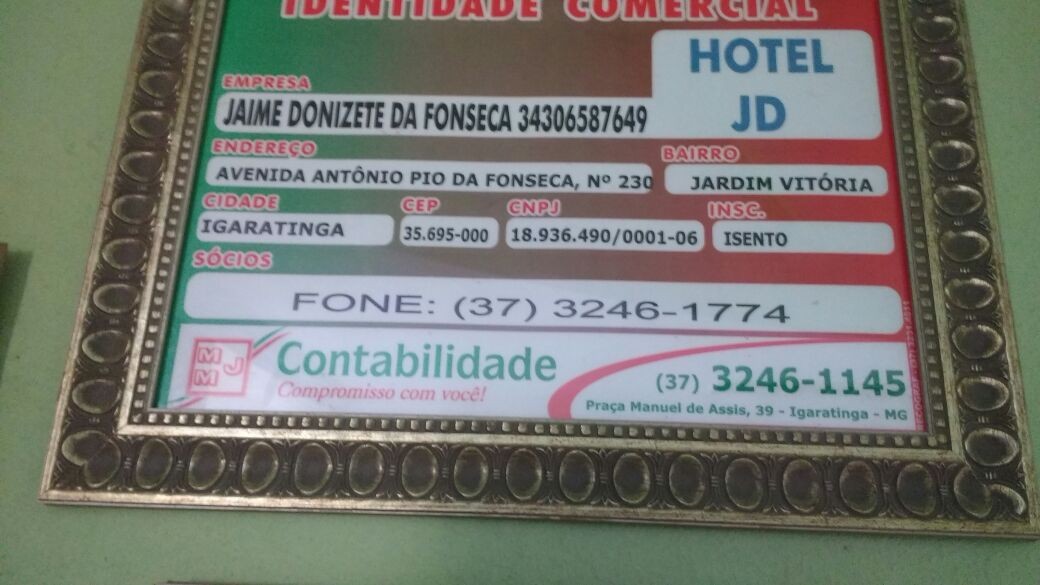 IDENTIDADE COMERCIAL
HOTEL
JD
EMPRESA
JAIME DONIZETE DA FONSECA 34306587649
ENDEREÇO
BAIRRO
AVENIDA ANTÔNIO PIO DA FONSECA, Nº 230
JARDIM VITÓRIA
CIDADE
CEP
CNPJ
INSC.
IGARATINGA
35.695-000
18.936.490/0001-06
ISENTO
SÓCIOS
FONE: (37) 3246-1774
MJM
Contabilidade
Compromisso com você!
(37) 3246-1145
Praça Manuel de Assis, 39 - Igaratinga - MG